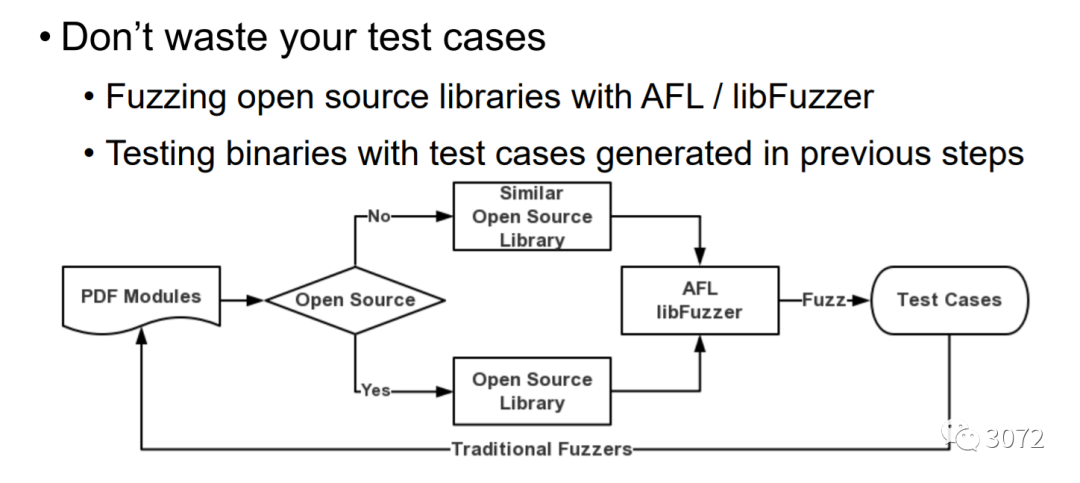 • Don’t waste your test cases
• Fuzzing open source libraries with AFL / libFuzzer
• Testing binaries with test cases generated in previous steps
Similar
Open Source
Library
No
PDF Modules
Open Source
AFL
libFuzzer
Fuzz
Test Cases
Yes
Open Source
Library
Traditional Fuzzers
3072